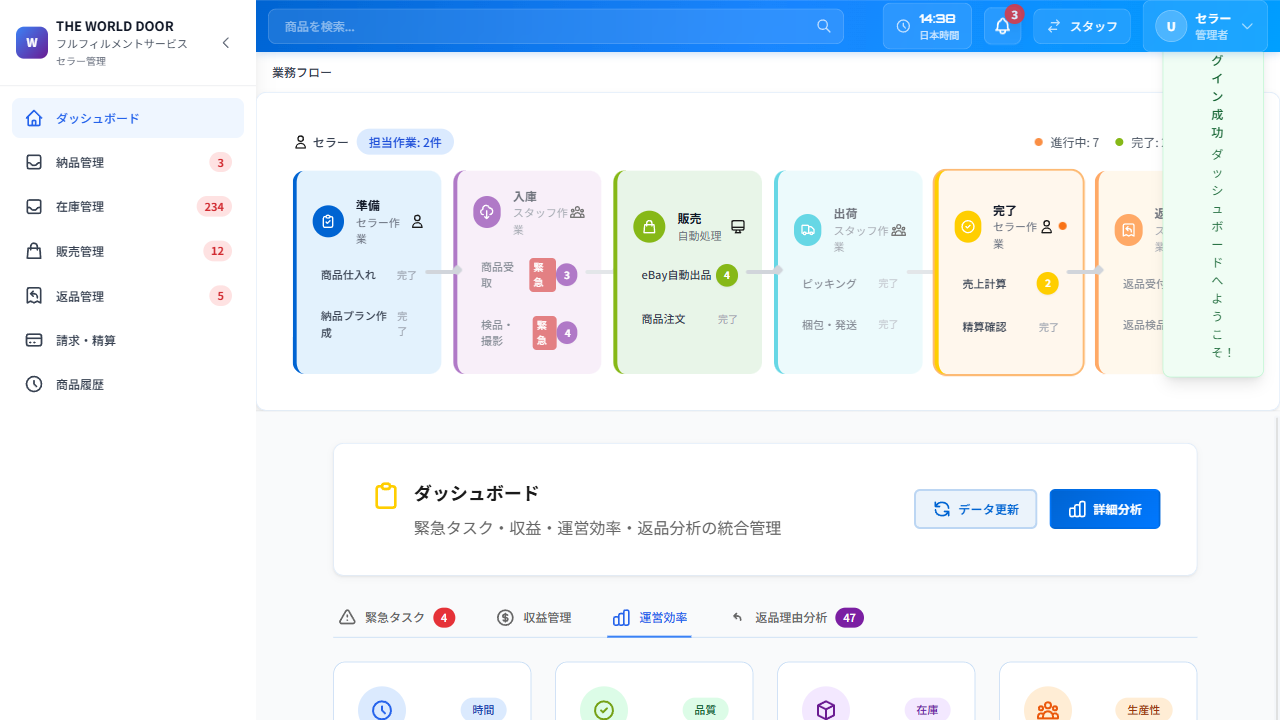 W
THE WORLD DOOR
フルフィルメントサービス
セラー管理
ダッシュボード
納品管理
3
在庫管理
234
販売管理
12
返品管理
5
請求・精算
商品履歴
商品を検索...
14:38
日本時間
3
スタッフ
U
セラー
管理者
業務フロー
セラー
担当作業: 2件
進行中: 7
完了:
準備
セラー作
業
商品仕入れ
完了
納品プラン作
成
完
了
入庫
スタッフ作
業
商品受
取
緊
急
3
検品・
撮影
緊
急
4
販売
自動処理
eBay自動出品
4
商品注文
完了
出荷
スタッフ作
業
ピッキング
完了
梱包・発送
完了
完了
セラー作
業
売上計算
2
精算確認
完了
返
ス
業
返品受付
返品検品
グ
イ
ン
成
功
ダ
ッ
シ
ュ
ボ
ー
ド
へ
よ
う
こ
そ！
ダッシュボード
緊急タスク・収益・運営効率・返品分析の統合管理
データ更新
詳細分析
緊急タスク
4
収益管理
運営効率
返品理由分析
47
時間
品質
在庫
生産性